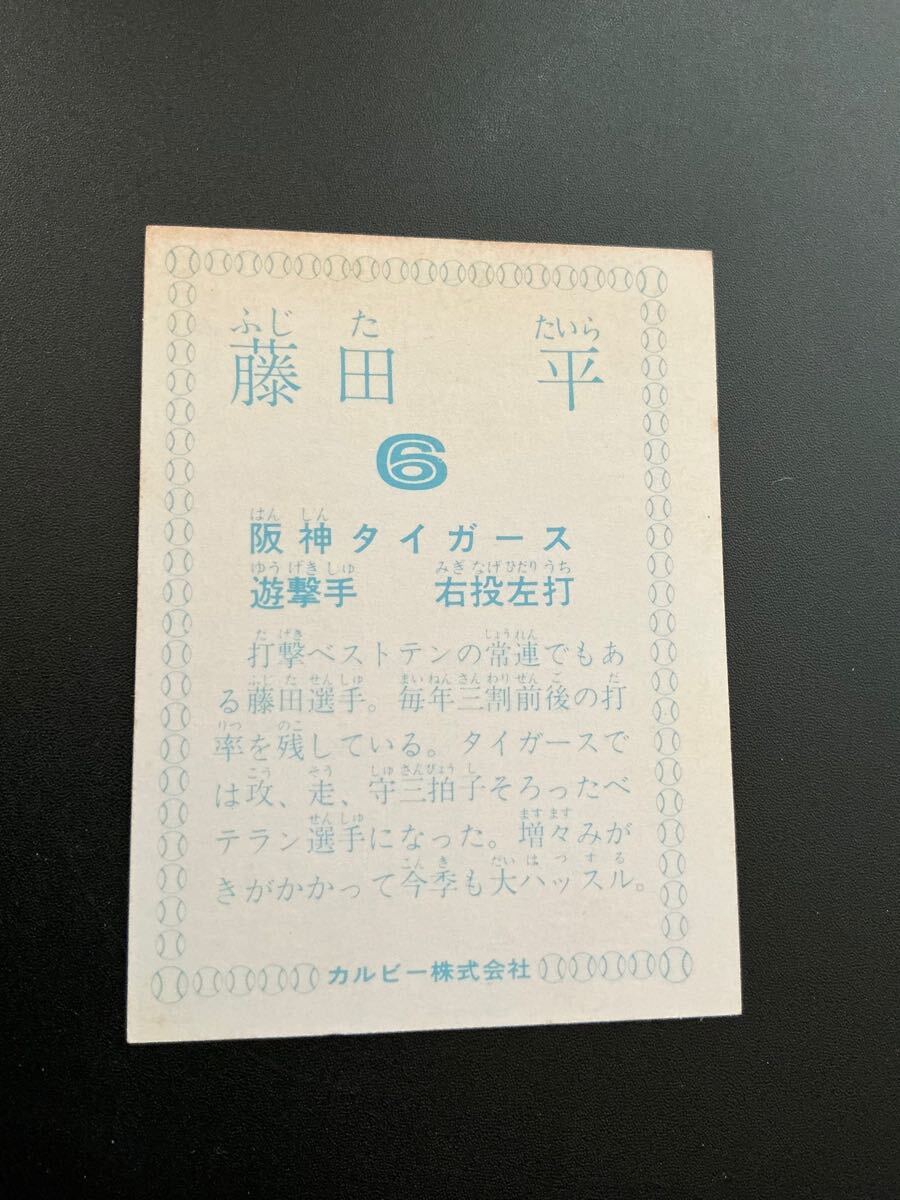 ふじ た たいら
藤田 平
6
はん しん
阪神タイガース
ゆう げき しゅ みぎ なげ ひだり うち
遊撃手 右投左打
だ げき しょうれん
打撃ベストテンの常連でもあ
ふじ た せんしゅ まいねんさんわりぜんご だ
る藤田選手。毎年三割前後の打
りつ のこ
率を残している。タイガースで
こう そう しゅさんびょうし
は攻、走、守三拍子そろったベ
せんしゅ ますます
テラン選手になった。増々みが
こんき だいはっする
きがかかって今季も大ハッスル。
カルビー株式会社